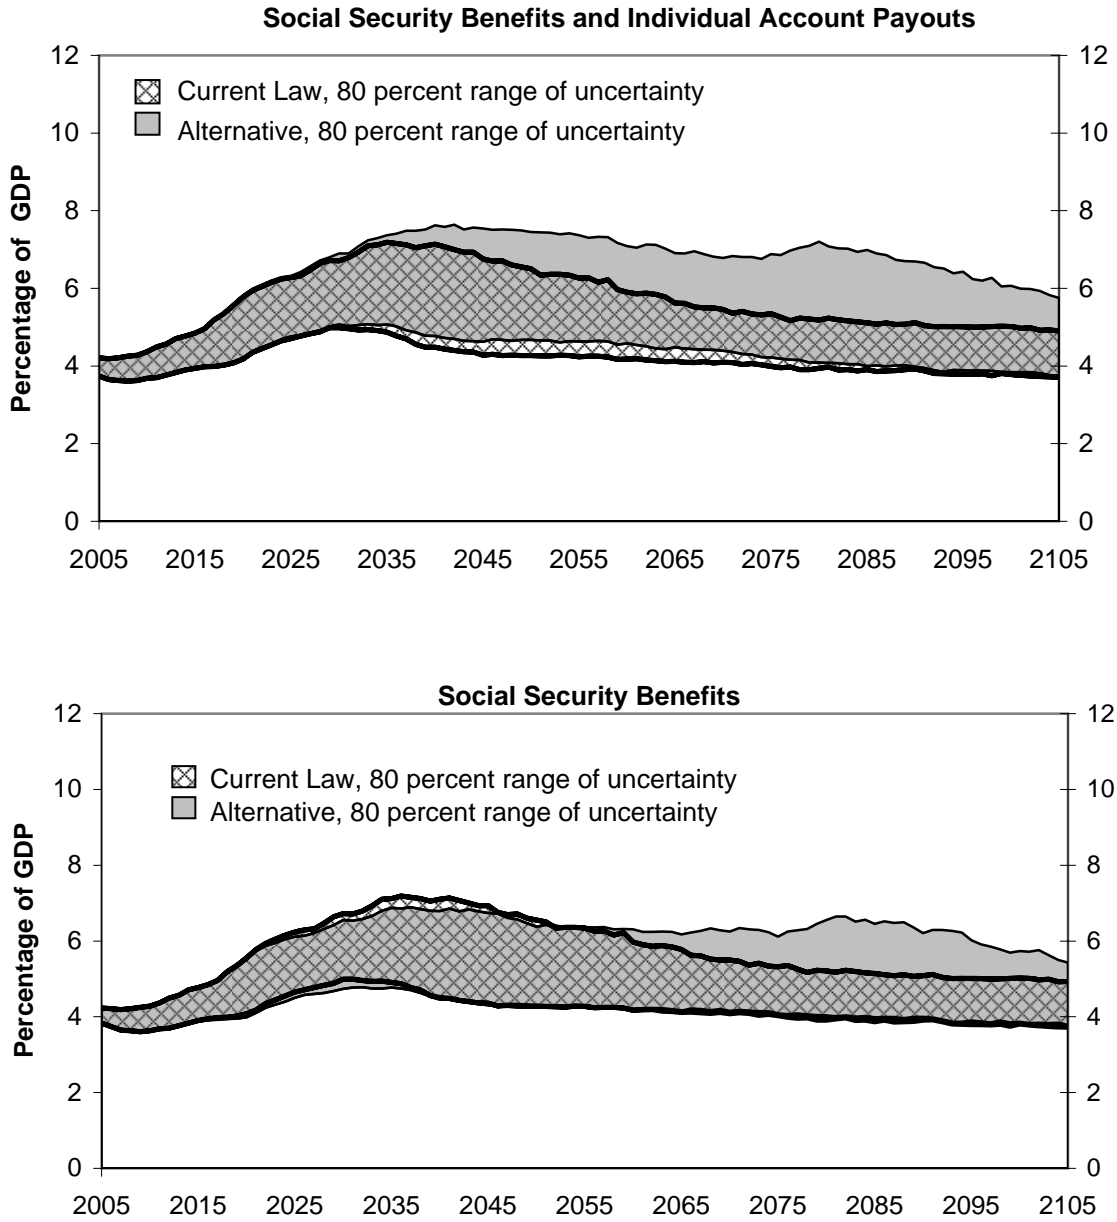 Social Security Benefits and Individual Account Payouts
12 12
Current Law, 80 percent range of uncertainty
10 10
Alternative, 80 percent range of uncertainty
Percentage of GDP
8 8
6 6
4 4
2 2
0 0
2005 2015 2025 2035 2045 2055 2065 2075 2085 2095 2105
Social Security Benefits
12 12
Current Law, 80 percent range of uncertainty
10 10
Alternative, 80 percent range of uncertainty
Percentage of GDP
8 8
6 6
4 4
2 2
0 0
2005 2015 2025 2035 2045 2055 2065 2075 2085 2095 2105